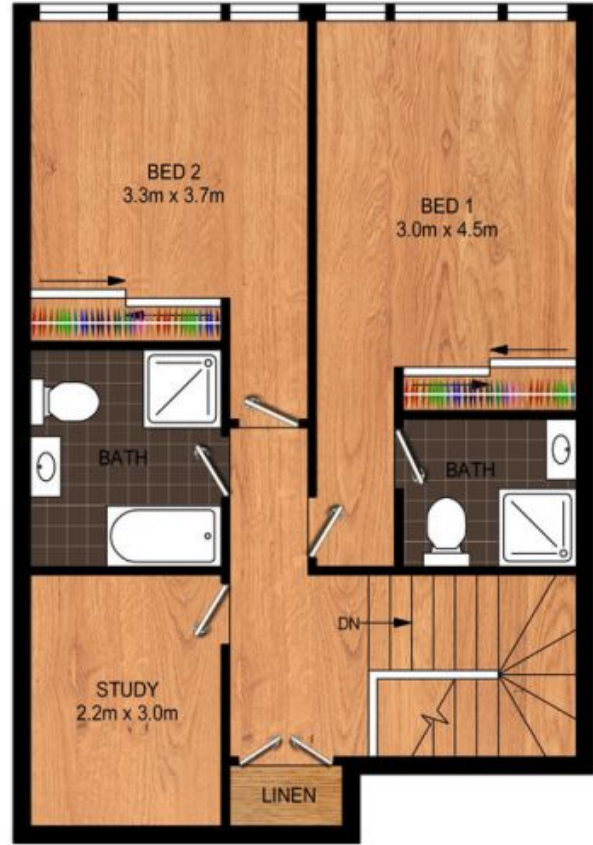 BED 2
3.3m x 3.7m
BED 1
3.0m x 4.5m
BATH
BATH
DN
STUDY
2.2m x 3.0m
LINEN